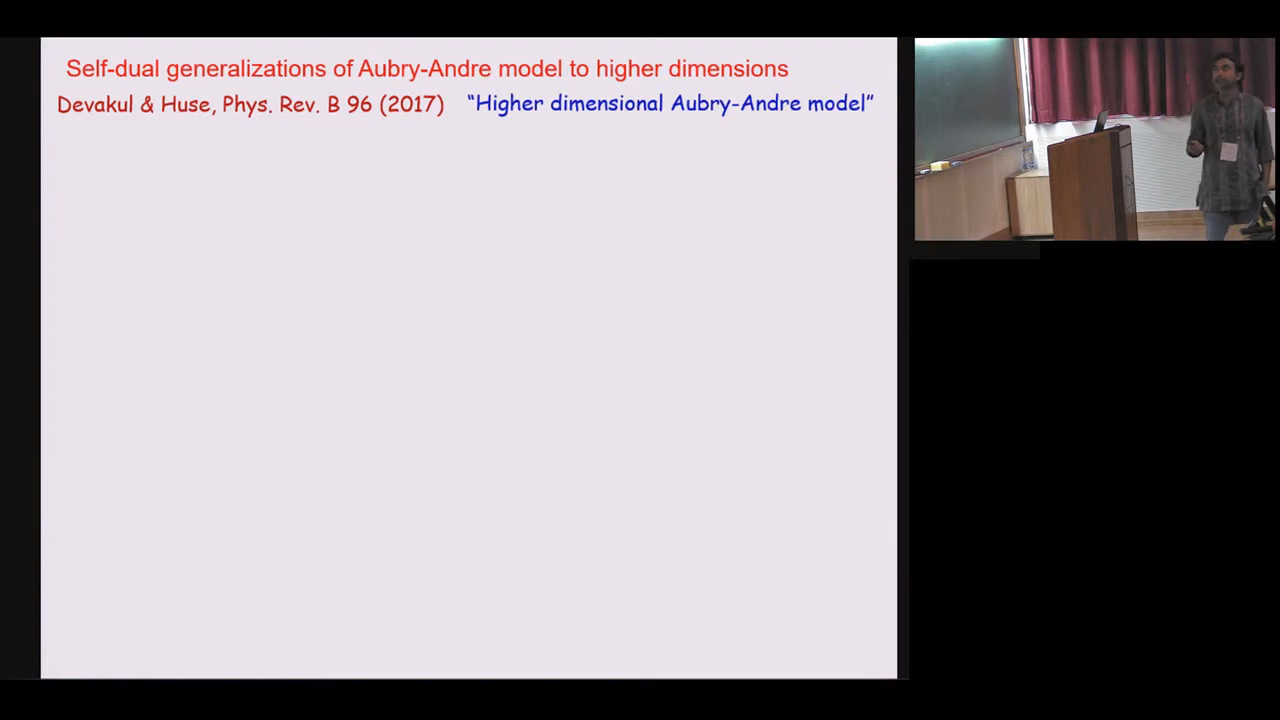 Self-dual generalizations of Aubry-Andre model to higher dimensions
Devakul & Huse, Phys. Rev. B 96 (2017) “Higher dimensional Aubry-Andre model”